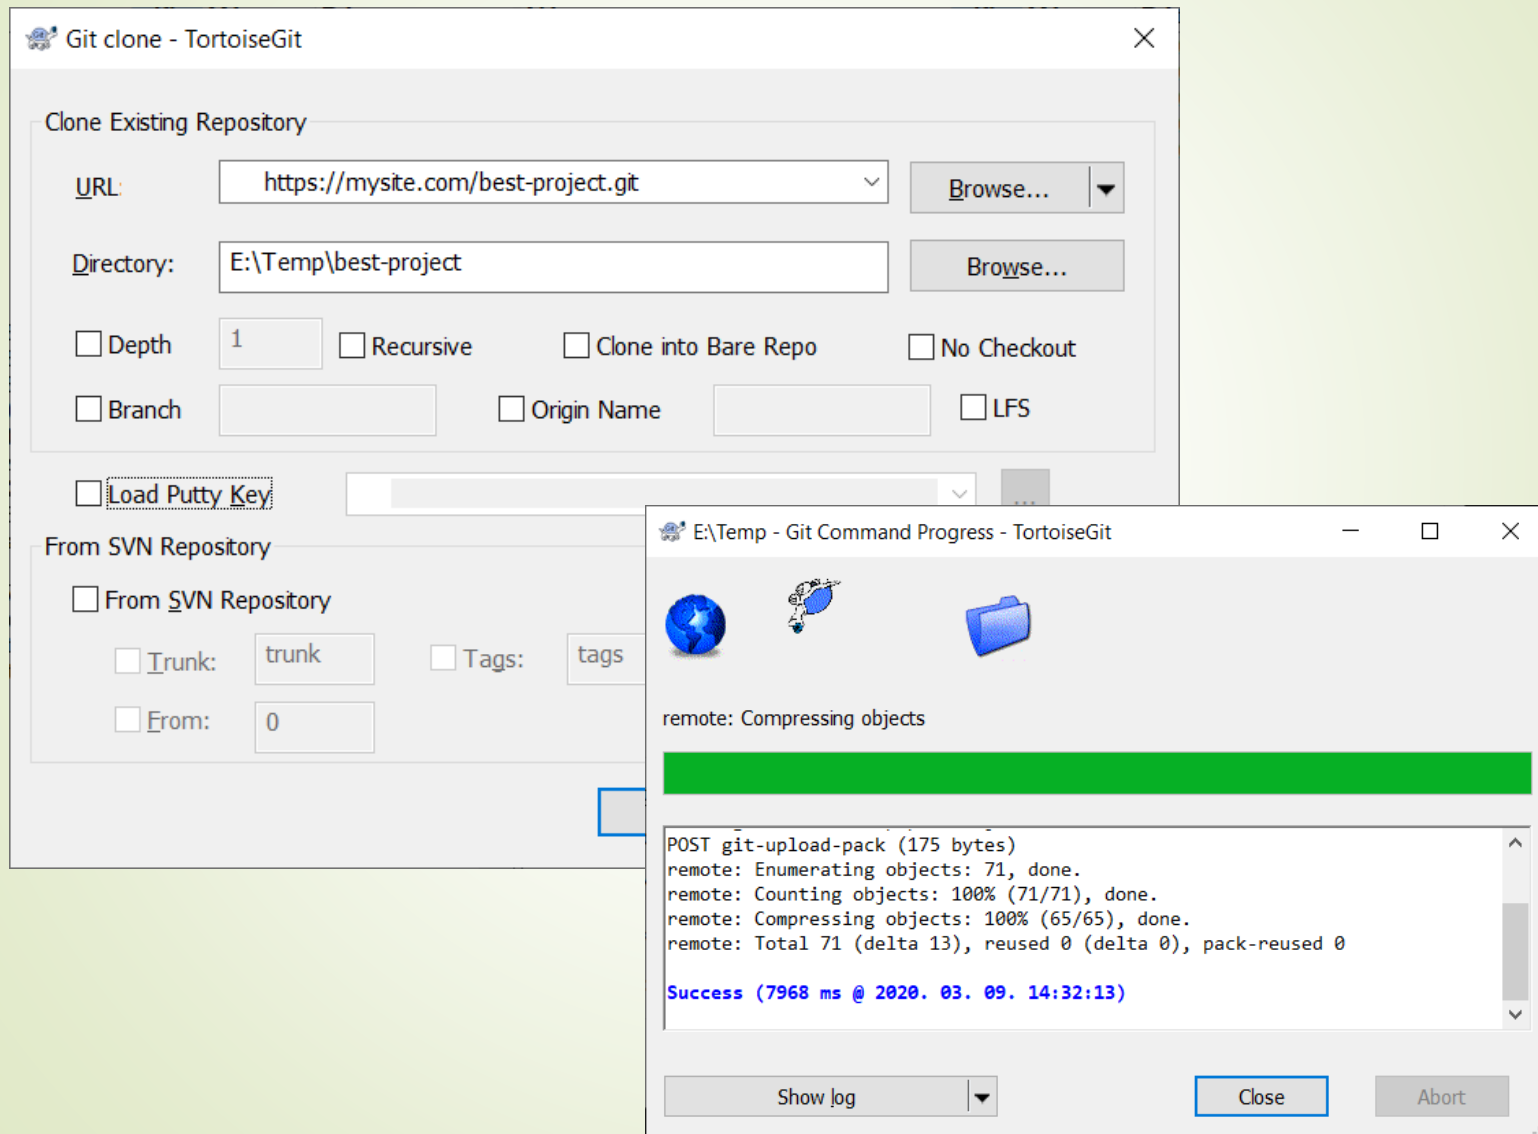 Git clone - TortoiseGit
Clone Existing Repository
URL: https://mysite.com/best-project.git Browse...
Directory: E:\Temp\best-project Browse...
Depth 1 Recursive Clone into Bare Repo No Checkout
Branch Origin Name LFS
Load Putty Key ...
From SVN Repository
From SVN Repository
Trunk: trunk Tags: tags
From: 0
E:\Temp - Git Command Progress - TortoiseGit
remote: Compressing objects
POST git-upload-pack (175 bytes)
remote: Enumerating objects: 71, done.
remote: Counting objects: 100% (71/71), done.
remote: Compressing objects: 100% (65/65), done.
remote: Total 71 (delta 13), reused 0 (delta 0), pack-reused 0
Success (7968 ms @ 2020. 03. 09. 14:32:13)
Show log Close Abort